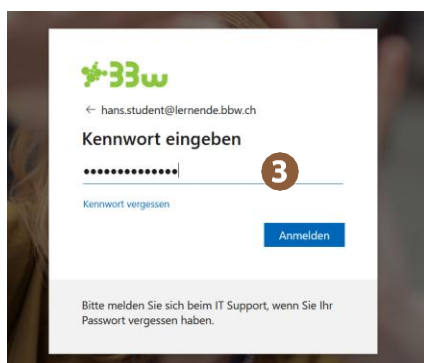 33w
← hans.student@lernende.bbw.ch
Kennwort eingeben
••••••••••••••
3
Kennwort vergessen
Anmelden
Bitte melden Sie sich beim IT Support, wenn Sie Ihr
Passwort vergessen haben.